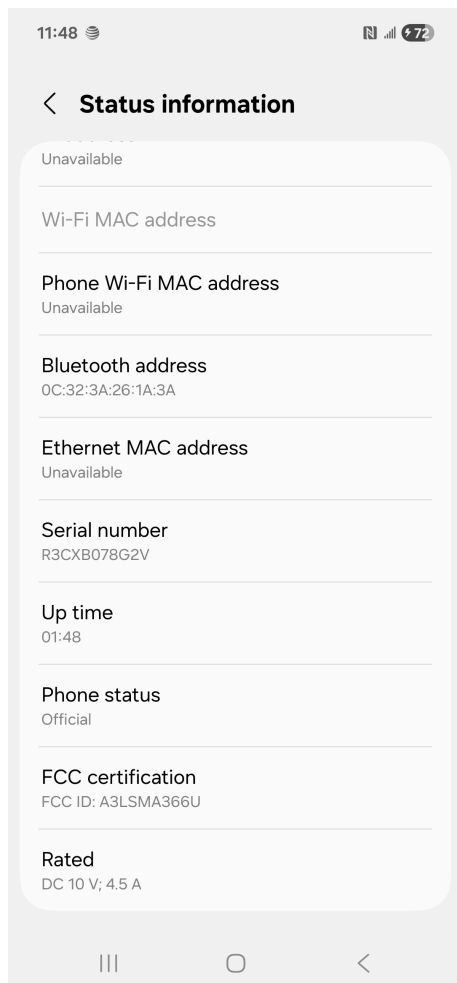 11:48
72
Status information
Unavailable
Wi-Fi MAC address
Phone Wi-Fi MAC address
Unavailable
Bluetooth address
0C:32:3A:26:1A:3A
Ethernet MAC address
Unavailable
Serial number
R3CXB078G2V
Up time
01:48
Phone status
Official
FCC certification
FCC ID: A3LSMA366U
Rated
DC 10 V; 4.5 A